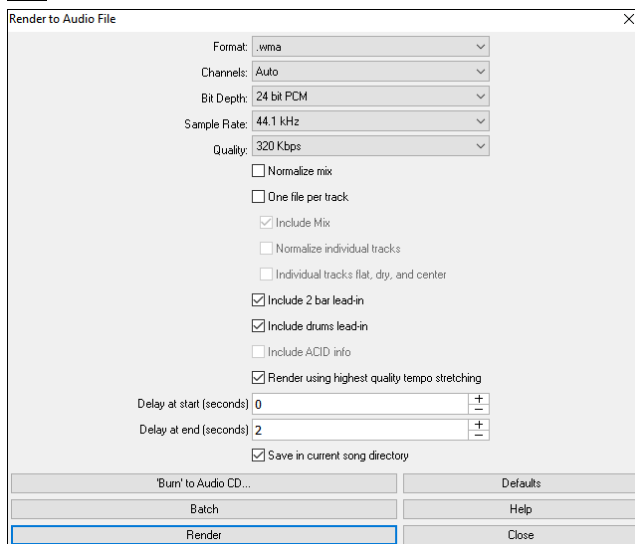 Render to Audio File
Format: .wma
Channels: Auto
Bit Depth: 24 bit PCM
Sample Rate: 44.1 kHz
Quality: 320 Kbps
Normalize mix
One file per track
Include Mix
Normalize individual tracks
Individual tracks flat, dry, and center
Include 2 bar lead-in
Include drums lead-in
Include ACID info
Render using highest quality tempo stretching
Delay at start (seconds) 0
Delay at end (seconds) 2
Save in current song directory
'Burn' to Audio CD... Defaults
Batch Help
Render Close